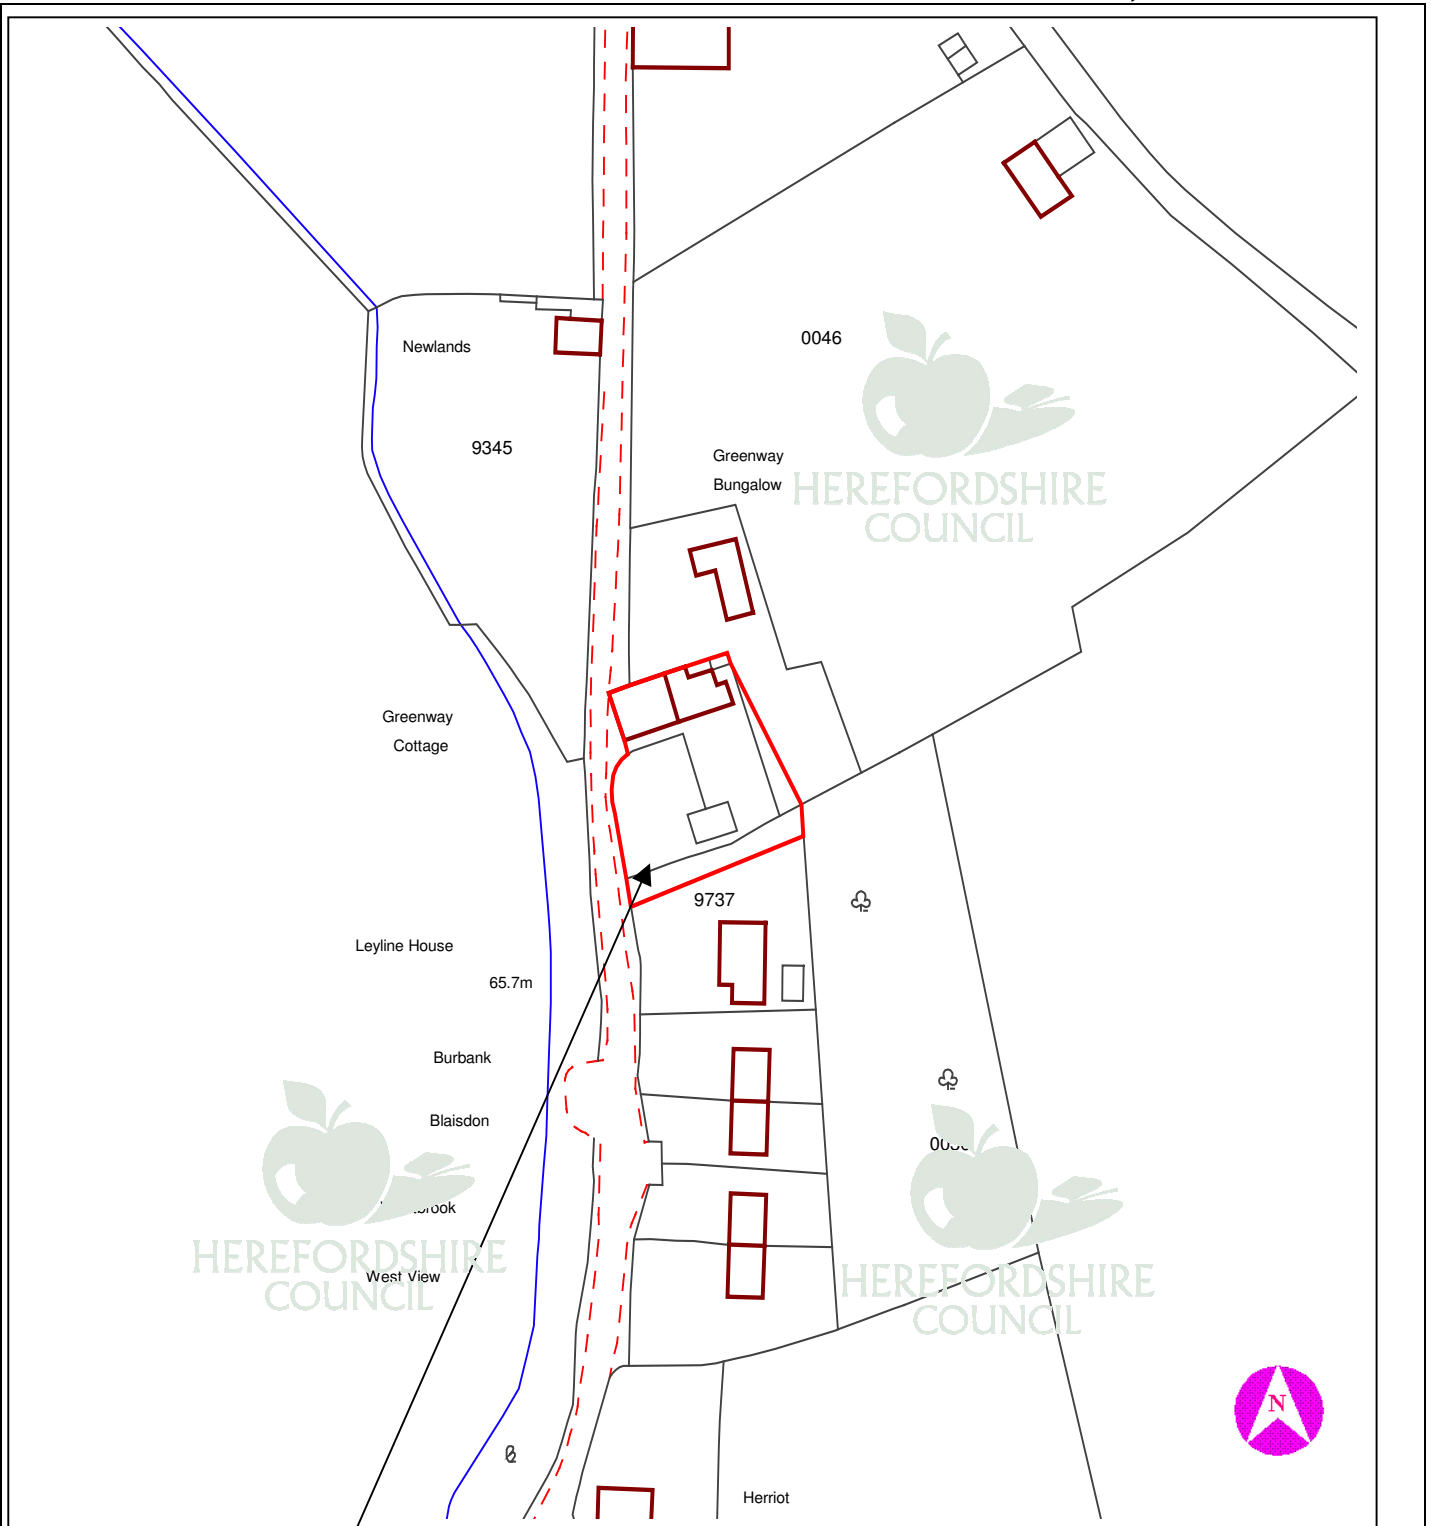 Newlands
0046
9345
Greenway
Bungalow
HEREFORDSHIRE
COUNCIL
Greenway
Cottage
9737
Leyline House
65.7m
Burbank
Blaisdon
HEREFORDSHIRE
COUNCIL
West View
HEREFORDSHIRE
COUNCIL
N
Herriot